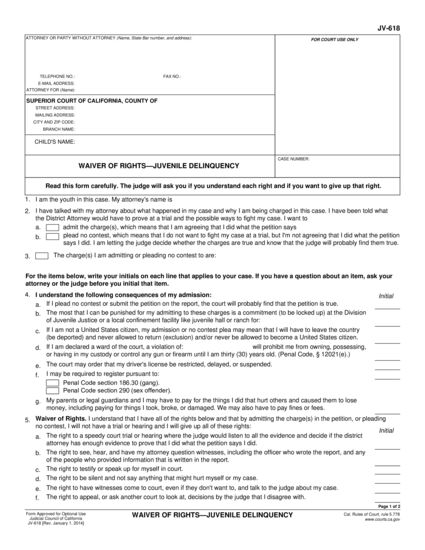 JV-618
ATTORNEY OR PARTY WITHOUT ATTORNEY (Name, State Bar number, and address):
FOR COURT USE ONLY
TELEPHONE NO.: FAX NO.:
E-MAIL ADDRESS:
ATTORNEY FOR (Name):
SUPERIOR COURT OF CALIFORNIA, COUNTY OF
STREET ADDRESS:
MAILING ADDRESS:
CITY AND ZIP CODE:
BRANCH NAME:
CHILD'S NAME:
WAIVER OF RIGHTS—JUVENILE DELINQUENCY
CASE NUMBER:
Read this form carefully. The judge will ask you if you understand each right and if you want to give up that right.
1. I am the youth in this case. My attorney's name is
2. I have talked with my attorney about what happened in my case and why I am being charged in this case. I have been told what
the District Attorney would have to prove at a trial and the possible ways to fight my case. I want to
a. admit the charge(s), which means that I am agreeing that I did what the petition says
b. plead no contest, which means that I do not want to fight my case at a trial, but I'm not agreeing that I did what the petition
says I did. I am letting the judge decide whether the charges are true and know that the judge will probably find them true.
3. The charge(s) I am admitting or pleading no contest to are:
For the items below, write your initials on each line that applies to your case. If you have a question about an item, ask your
attorney or the judge before you initial that item.
4. I understand the following consequences of my admission:
Initial
a. If I plead no contest or submit the petition on the report, the court will probably find that the petition is true.
b. The most that I can be punished for my admitting to these charges is a commitment (to be locked up) at the Division
of Juvenile Justice or a local confinement facility like juvenile hall or ranch for:
c. If I am not a United States citizen, my admission or no contest plea may mean that I will have to leave the country
(be deported) and never allowed to return (exclusion) and/or never be allowed to become a United States citizen.
d. If I am declared a ward of the court, a violation of: will prohibit me from owning, possessing,
or having in my custody or control any gun or firearm until I am thirty (30) years old. (Penal Code, § 12021(e).)
e. The court may order that my driver's license be restricted, delayed, or suspended.
f. I may be required to register pursuant to:
Penal Code section 186.30 (gang).
Penal Code section 290 (sex offender).
g. My parents or legal guardians and I may have to pay for the things I did that hurt others and caused them to lose
money, including paying for things I took, broke, or damaged. We may also have to pay fines or fees.
5. Waiver of Rights. I understand that I have all of the rights below and that by admitting the charge(s) in the petition, or pleading
no contest, I will not have a trial or hearing and I will give up all of these rights:
Initial
a. The right to a speedy court trial or hearing where the judge would listen to all the evidence and decide if the district
attorney has enough evidence to prove that I did what the petition says I did.
b. The right to see, hear, and have my attorney question witnesses, including the officer who wrote the report, and any
of the people who provided information that is written in the report.
c. The right to testify or speak up for myself in court.
d. The right to be silent and not say anything that might hurt myself or my case.
e. The right to have witnesses come to court, even if they don't want to, and talk to the judge about my case.
f. The right to appeal, or ask another court to look at, decisions by the judge that I disagree with.
Page 1 of 2
Form Approved for Optional Use
Judicial Council of California
JV-618 [Rev. January 1, 2014]
WAIVER OF RIGHTS—JUVENILE DELINQUENCY
Cal. Rules of Court, rule 5.778
www.courts.ca.gov